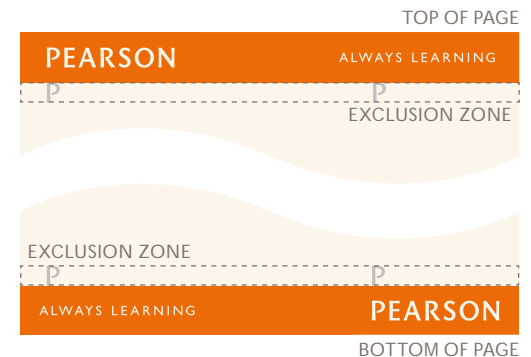 TOP OF PAGE
PEARSON ALWAYS LEARNING
P P
EXCLUSION ZONE
EXCLUSION ZONE
P P
ALWAYS LEARNING PEARSON
BOTTOM OF PAGE